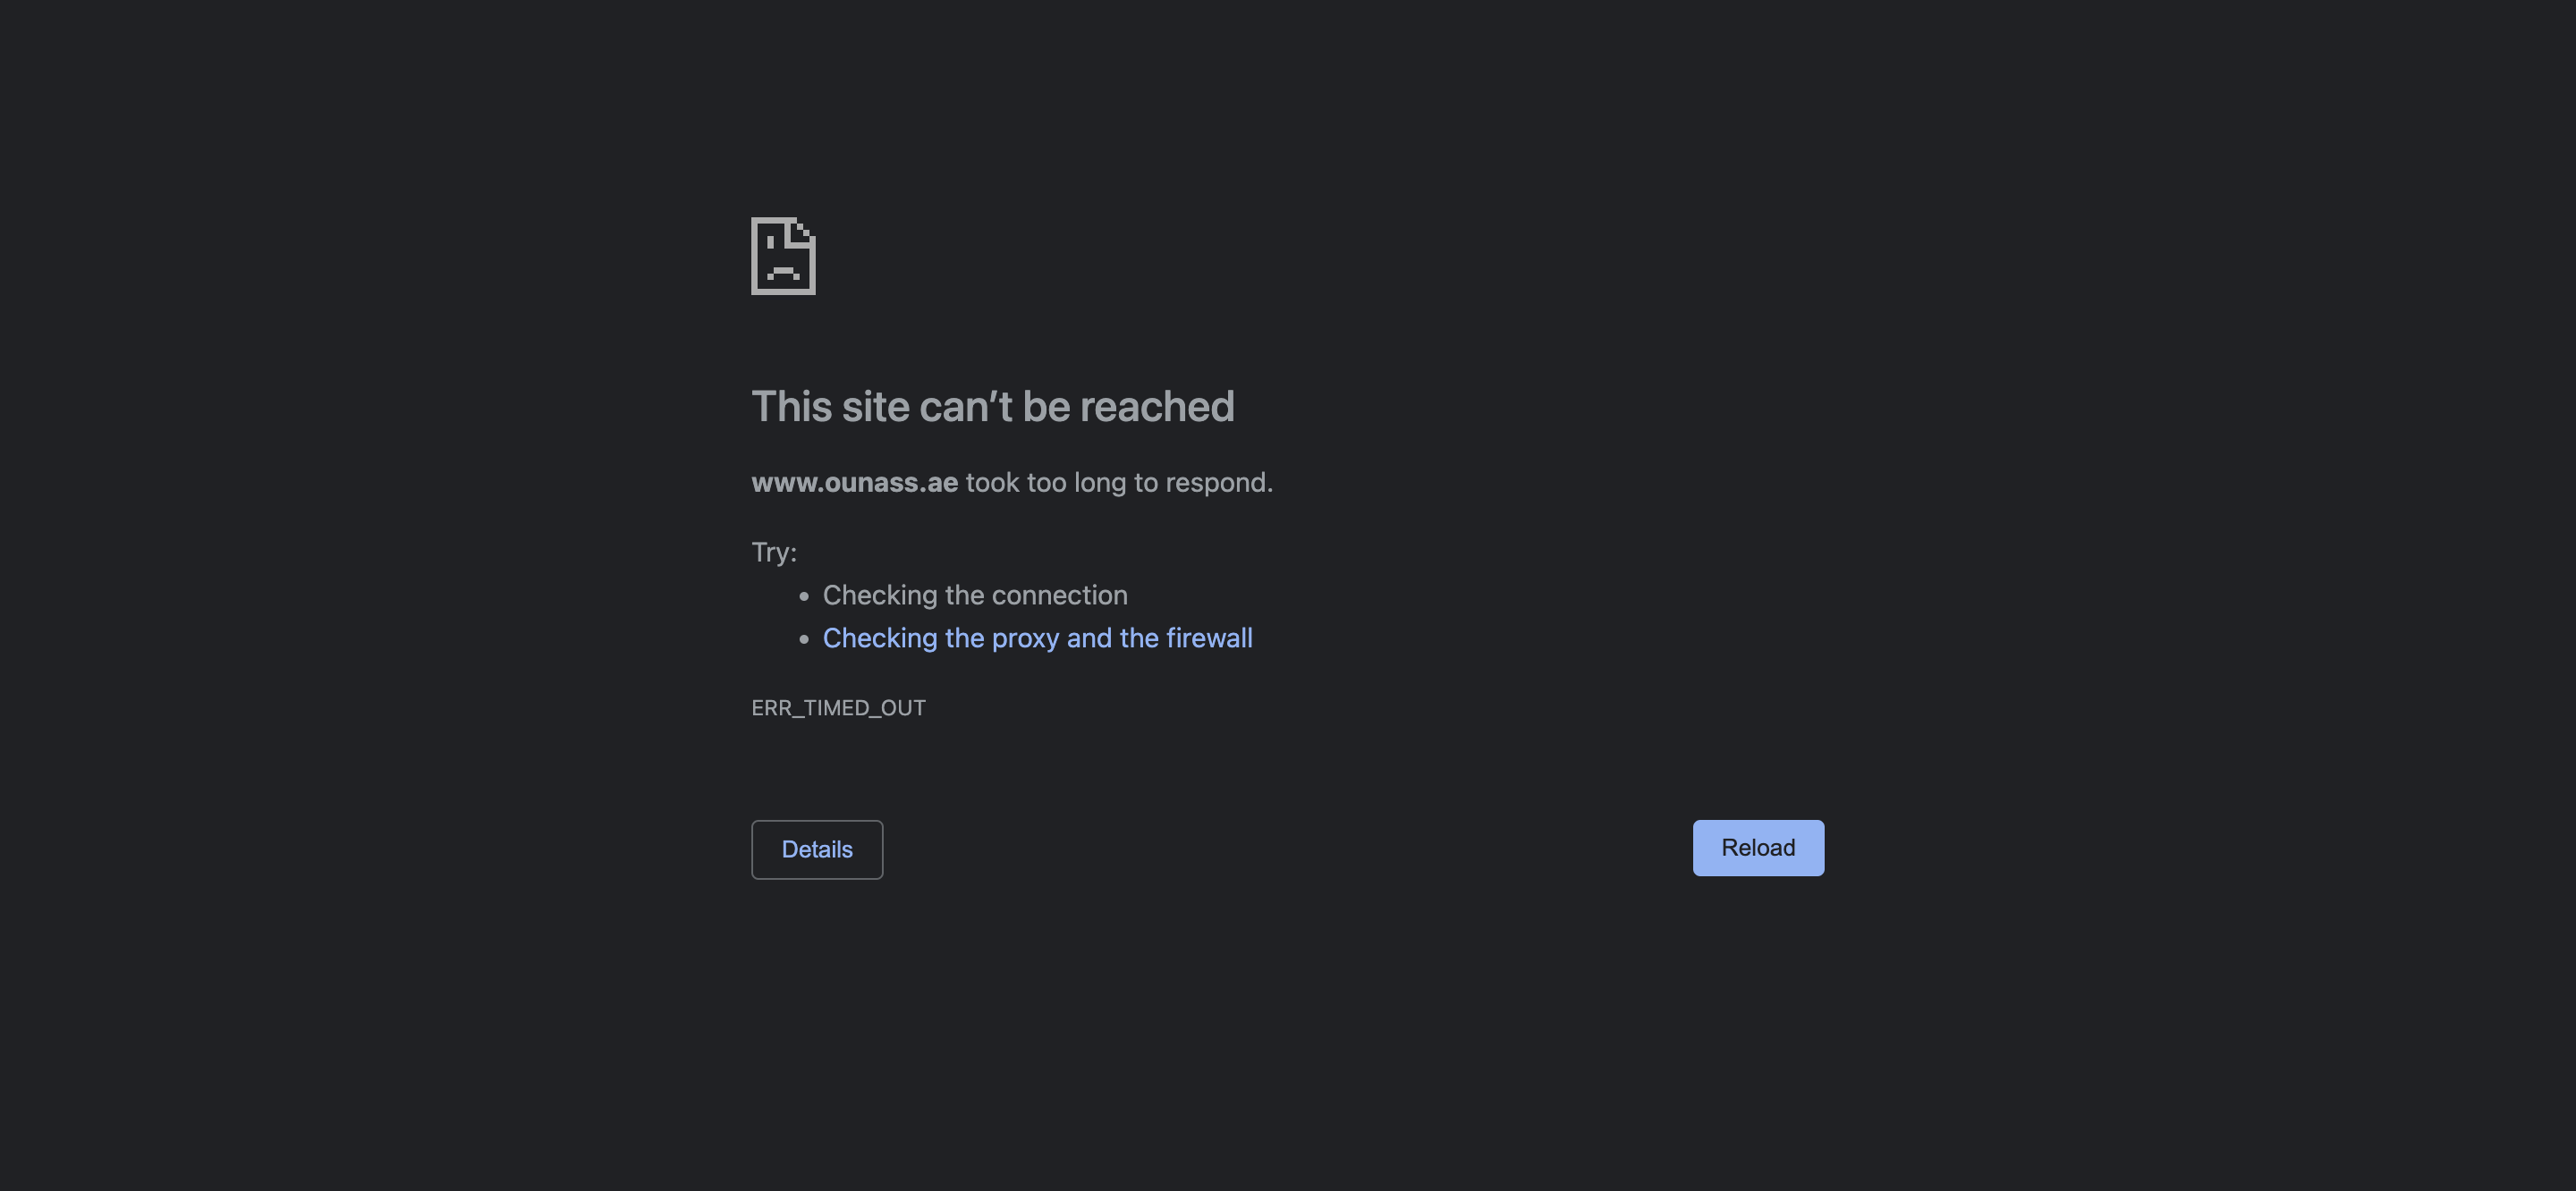 This site can’t be reached
www.ounass.ae took too long to respond.
Try:
• Checking the connection
• Checking the proxy and the firewall
ERR_TIMED_OUT
Details
Reload